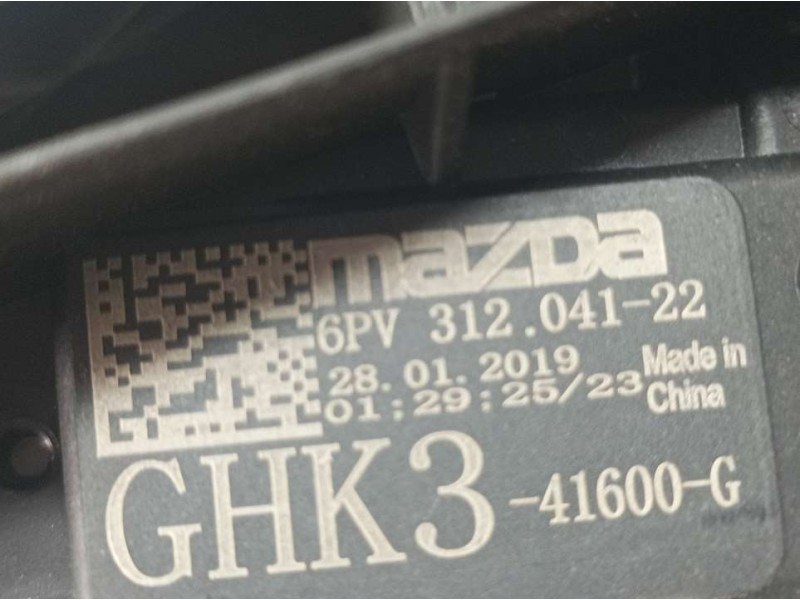 mazda
6PV 312.041-22
28.01.2019
01:29:25/23
Made in
China
GHK3-41600-G